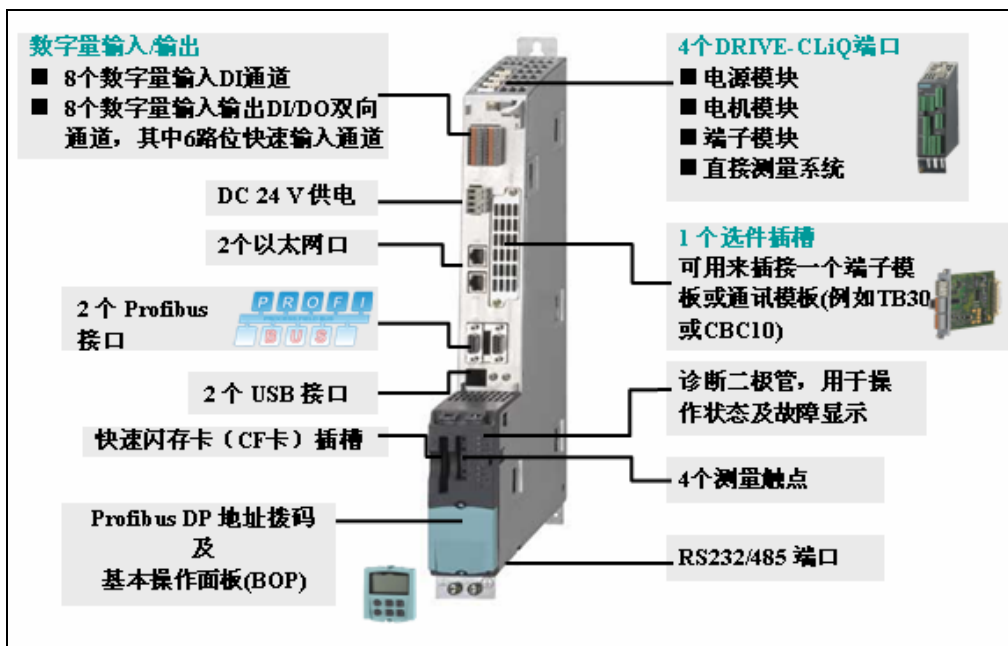 数字量输入/输出
■ 8个数字量输入DI通道
■ 8个数字量输入输出DI/DO双向
通道，其中6路位快速输入通道
DC 24 V 供电
2个以太网口
2 个 Profibus
接口
PROFI
BUS
2 个 USB 接口
快速闪存卡（CF卡）插槽
Profibus DP 地址拨码
及
基本操作面板(BOP)
4个DRIVE-CLiQ端口
■ 电源模块
■ 电机模块
■ 端子模块
■ 直接测量系统
1 个选件插槽
可用来插接一个端子模
板或通讯模板(例如TB30
或CBC10)
诊断二极管，用于操
作状态及故障显示
4个测量触点
RS232/485 端口